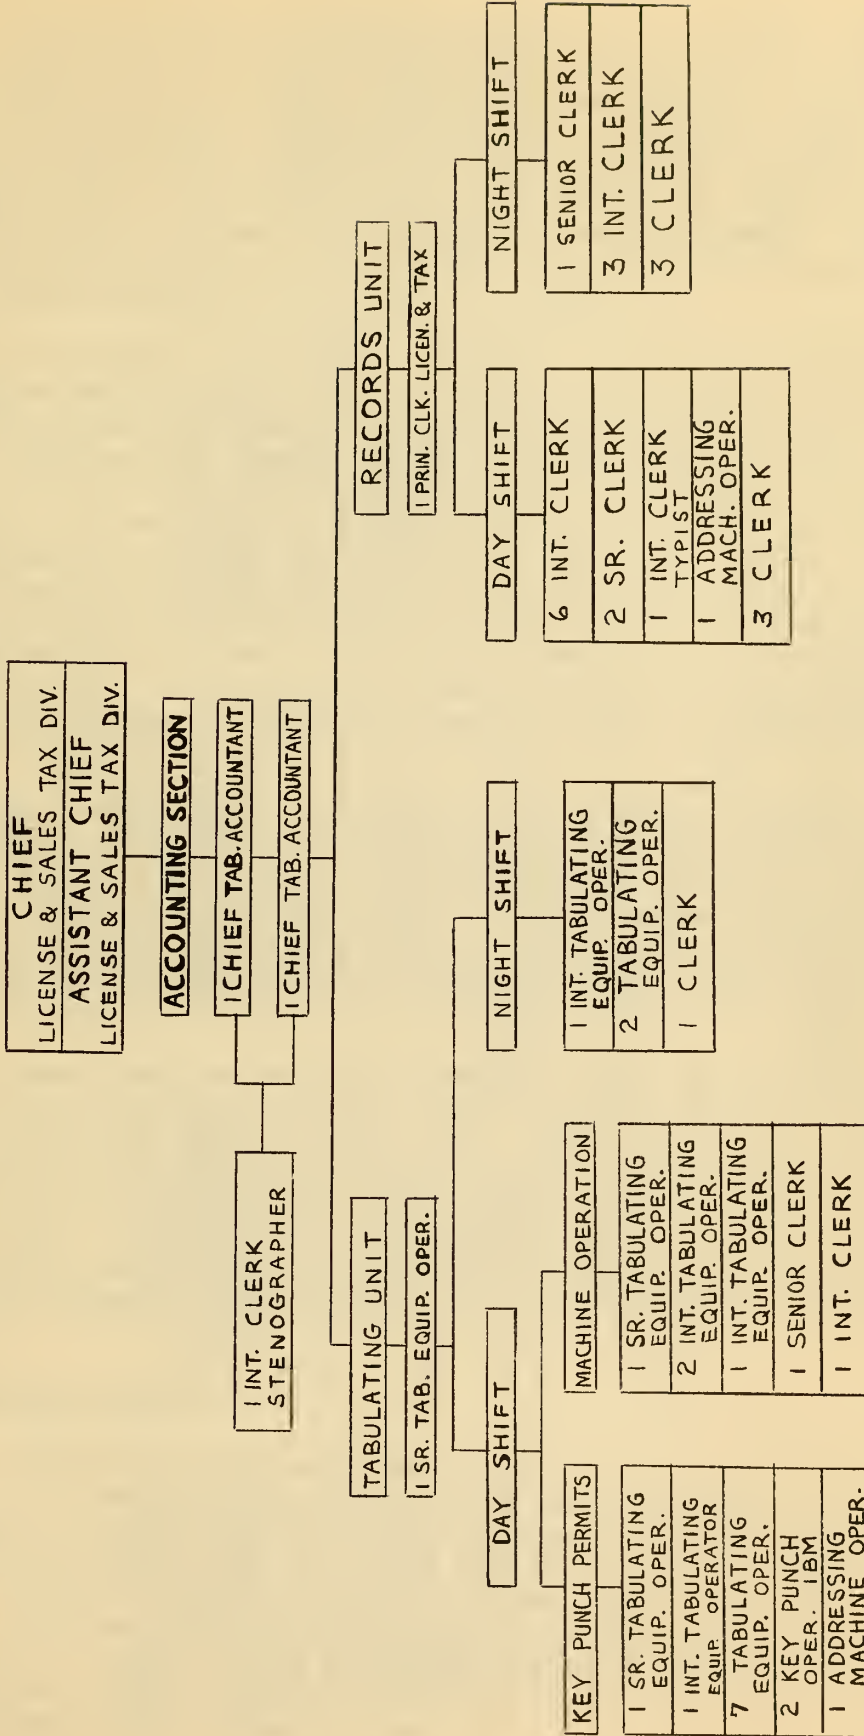 CHIEF
LICENSE & SALES TAX DIV.
ASSISTANT CHIEF
LICENSE & SALES TAX DIV.
ACCOUNTING SECTION
1 CHIEF TAB. ACCOUNTANT
1 CHIEF TAB. ACCOUNTANT
1 INT. CLERK
STENOGRAPHER
TABULATING UNIT
1 SR. TAB. EQUIP. OPER.
DAY SHIFT
KEY PUNCH PERMITS
1 SR. TABULATING
EQUIP. OPER.
1 INT. TABULATING
EQUIP. OPERATOR
7 TABULATING
EQUIP. OPER.
2 KEY PUNCH
OPER. IBM
1 ADDRESSING
MACHINE OPER.
MACHINE OPERATION
1 SR. TABULATING
EQUIP. OPER.
2 INT. TABULATING
EQUIP. OPER.
1 INT. TABULATING
EQUIP. OPER.
1 SENIOR CLERK
1 INT. CLERK
NIGHT SHIFT
1 INT. TABULATING
EQUIP. OPER.
2 TABULATING
EQUIP. OPER.
1 CLERK
RECORDS UNIT
1 PRIN. CLK. LICEN. & TAX
DAY SHIFT
6 INT. CLERK
2 SR. CLERK
1 INT. CLERK
TYPIST
1 ADDRESSING
MACH. OPER.
3 CLERK
NIGHT SHIFT
1 SENIOR CLERK
3 INT. CLERK
3 CLERK